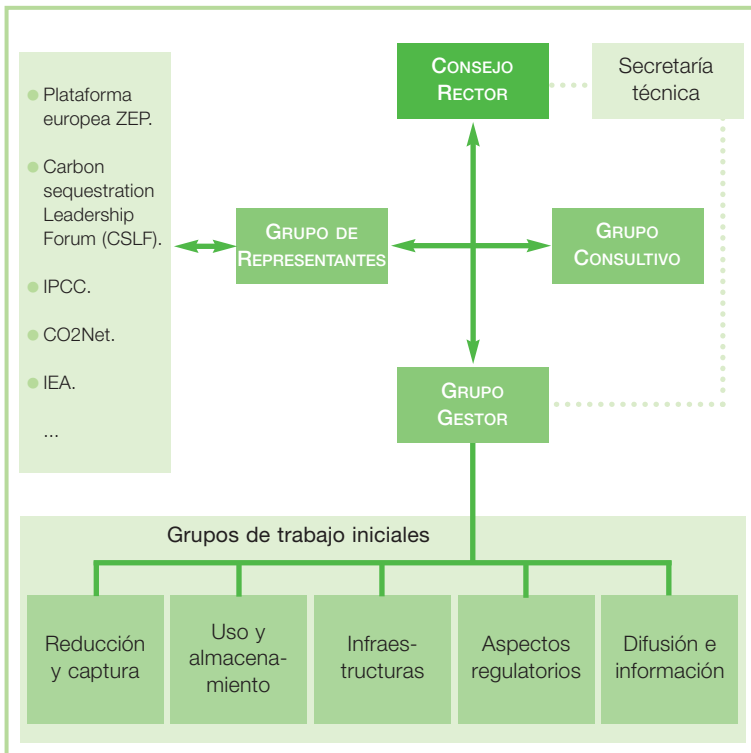 Plataforma
europea ZEP.
Carbon
sequestration
Leadership
Forum (CSLF).
IPCC.
CO2Net.
IEA.
...
CONSEJO
RECTOR
Secretaría
técnica
GRUPO DE
REPRESENTANTES
GRUPO
CONSULTIVO
GRUPO
GESTOR
Grupos de trabajo iniciales
Reducción
y captura
Uso y
almacena-
miento
Infraes-
tructuras
Aspectos
regulatorios
Difusión e
información